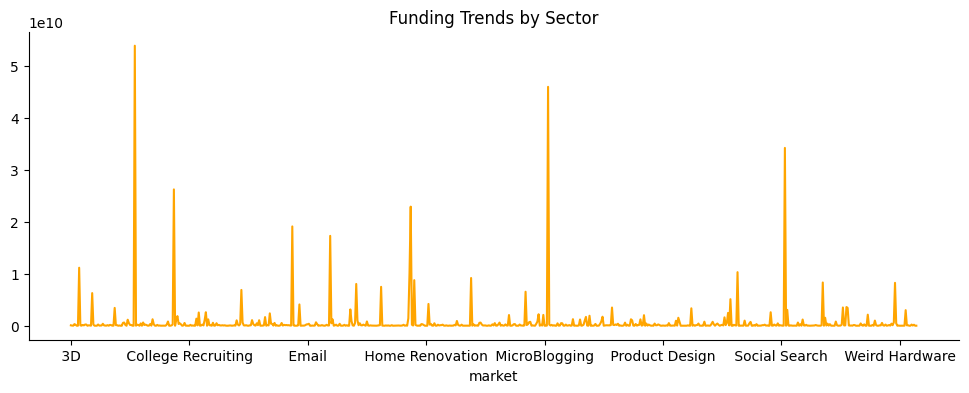 Funding Trends by Sector
1e10
5
4
3
2
1
0
3D College Recruiting Email Home Renovation MicroBlogging Product Design Social Search Weird Hardware
market